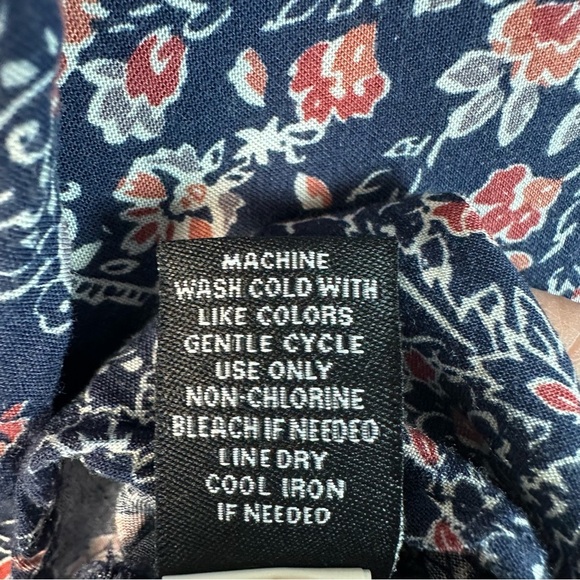 MACHINE
WASH COLD WITH
LIKE COLORS
GENTLE CYCLE
USE ONLY
NON-CHLORINE
BLEACH IF NEEDED
LINE DRY
COOL IRON
IF NEEDED